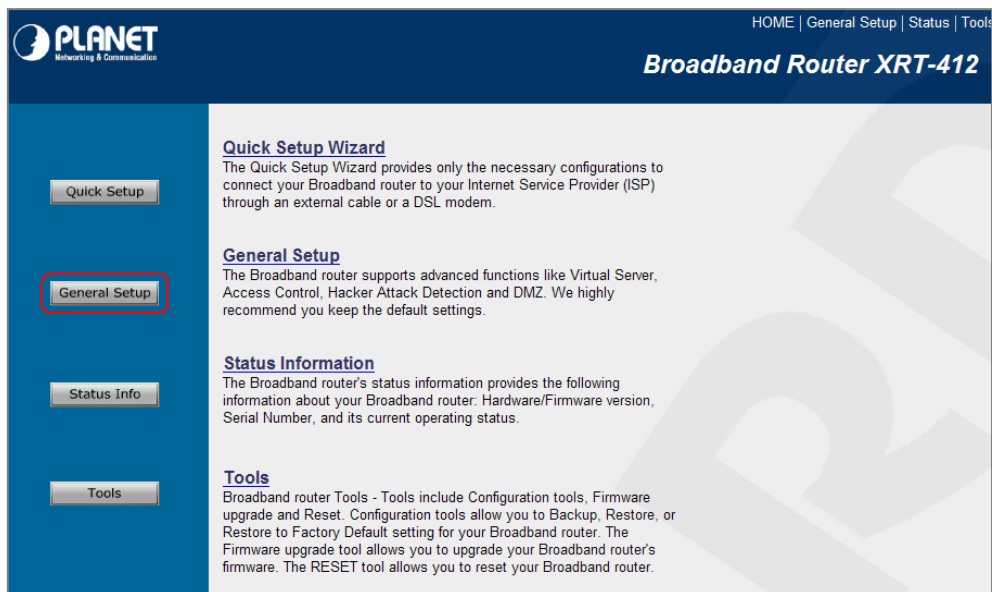 PLANET
Networking & Communication
HOME | General Setup | Status | Tools
Broadband Router XRT-412
Quick Setup
Quick Setup Wizard
The Quick Setup Wizard provides only the necessary configurations to
connect your Broadband router to your Internet Service Provider (ISP)
through an external cable or a DSL modem.
General Setup
General Setup
The Broadband router supports advanced functions like Virtual Server,
Access Control, Hacker Attack Detection and DMZ. We highly
recommend you keep the default settings.
Status Info
Status Information
The Broadband router's status information provides the following
information about your Broadband router: Hardware/Firmware version,
Serial Number, and its current operating status.
Tools
Tools
Broadband router Tools - Tools include Configuration tools, Firmware
upgrade and Reset. Configuration tools allow you to Backup, Restore, or
Restore to Factory Default setting for your Broadband router. The
Firmware upgrade tool allows you to upgrade your Broadband router's
firmware. The RESET tool allows you to reset your Broadband router.